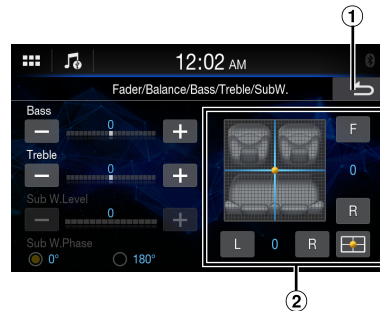 ①
12:02 AM
Fader/Balance/Bass/Treble/SubW.
Bass
0
− +
Treble
0
− +
Sub W.Level
0
− +
Sub W.Phase
0° 180°
F
0
R
L 0 R
②